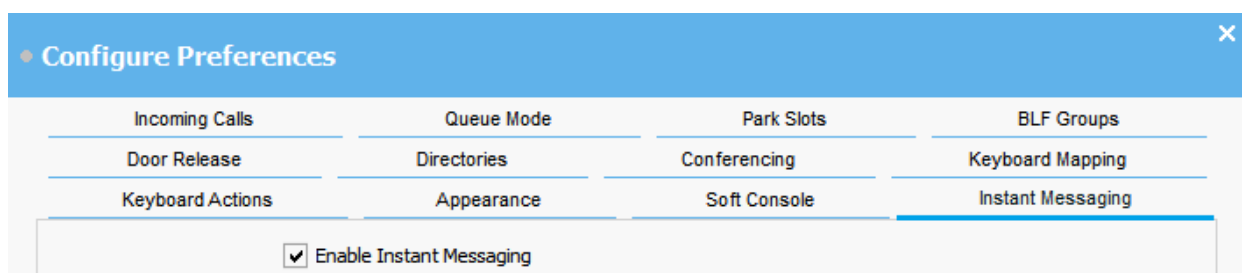 Configure Preferences
Incoming Calls Queue Mode Park Slots BLF Groups
Door Release Directories Conferencing Keyboard Mapping
Keyboard Actions Appearance Soft Console Instant Messaging
Enable Instant Messaging